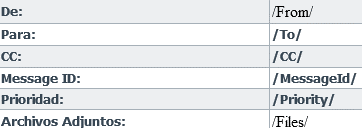 De: /From/
Para: /To/
CC: /CC/
Message ID: /MessageId/
Prioridad: /Priority/
Archivos Adjuntos: /Files/